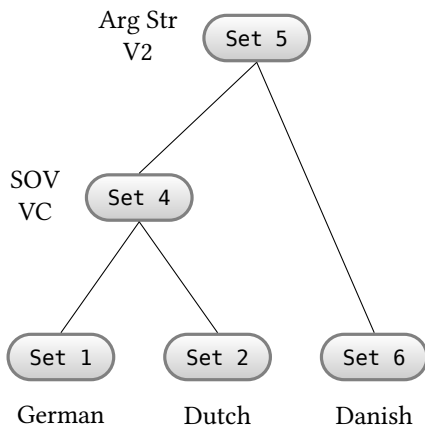 Arg Str
V2
Set 5
SOV
VC
Set 4
Set 1
Set 2
Set 6
German
Dutch
Danish